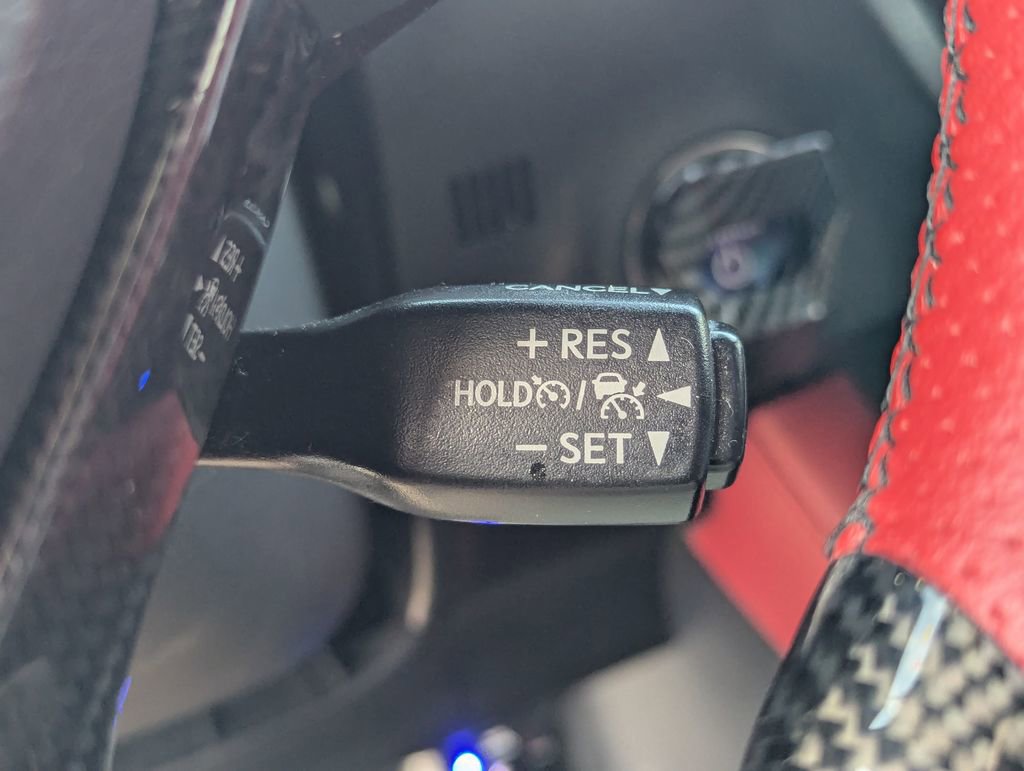 CANCEL
+ RES
HOLD /
− SET